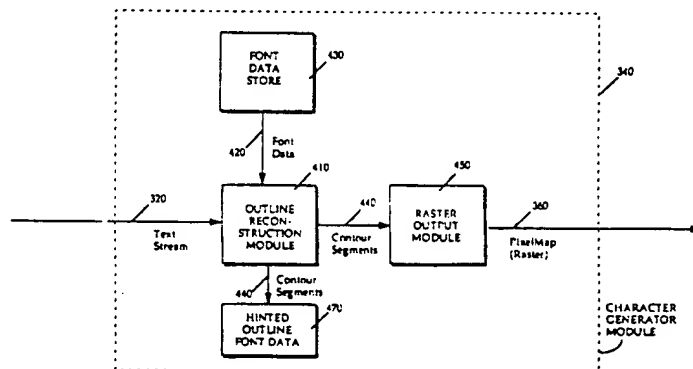 FONT
DATA
STORE
430
340
420
Font
Data
410
450
320
OUTLINE
RECON-
STRUCTION
MODULE
440
RASTER
OUTPUT
MODULE
360
Text
Stream
Contour
Segments
PixelMap
(Raster)
440
Contour
Segments
470
HINTED
OUTLINE
FONT DATA
CHARACTER
GENERATOR
MODULE